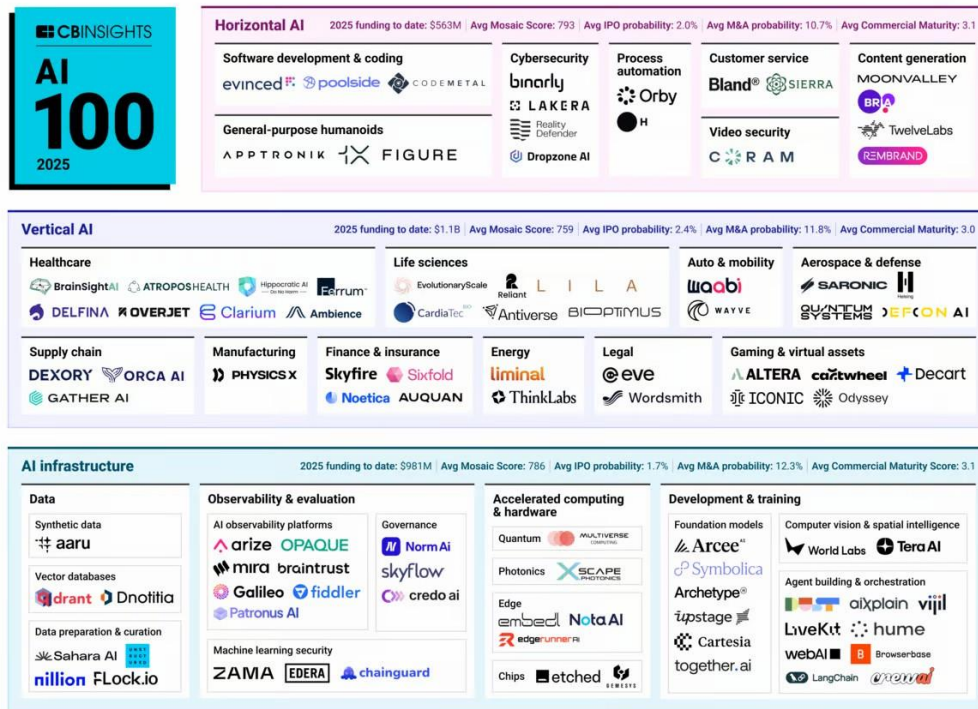 CBINSIGHTS
AI
100
2025
Horizontal AI
2025 funding to date: $563M | Avg Mosaic Score: 793 | Avg IPO probability: 2.0% | Avg M&A probability: 10.7% | Avg Commercial Maturity: 3.1
Software development & coding
evinced poolside CODEMETAL
General-purpose humanoids
APPTRONIK 1X FIGURE
Cybersecurity
binarly
LAKERA
Reality
Defender
Dropzone AI
Process
automation
Orby
H
Customer service
Bland® SIERRA
Video security
CORAM
Content generation
MOONVALLEY
BRIA
TwelveLabs
REMBRAND
Vertical AI
2025 funding to date: $1.1B | Avg Mosaic Score: 759 | Avg IPO probability: 2.4% | Avg M&A probability: 11.8% | Avg Commercial Maturity: 3.0
Healthcare
BrainSightAI ATROPOSHEALTH Hippocratic AI
Do No Harm
Ferrum
DELFINA OVERJET Clarium Ambience
Life sciences
EvolutionaryScale Reliant LILA
CardiaTec BIO Antiverse BIOPTIMUS
Auto & mobility
waabi
WAYVE
Aerospace & defense
SARONIC Helsing
QUANTUM
SYSTEMS
DEFCON AI
Supply chain
DEXORY ORCA AI
GATHER AI
Manufacturing
PHYSICS X
Finance & insurance
Skyfire Sixfold
Noetica AUQUAN
Energy
liminal
ThinkLabs
Legal
eve
Wordsmith
Gaming & virtual assets
ALTERA cartwheel Decart
ICONIC Odyssey
AI infrastructure
2025 funding to date: $981M | Avg Mosaic Score: 786 | Avg IPO probability: 1.7% | Avg M&A probability: 12.3% | Avg Commercial Maturity Score: 3.1
Data
Synthetic data
aaru
Vector databases
qdrant Dnotitia
Data preparation & curation
Sahara AI
UNST
RUCT
URED
nillion FLock.io
Observability & evaluation
AI observability platforms
arize OPAQUE
mira braintrust
Galileo fiddler
Patronus AI
Governance
Norm Ai
skyflow
credo ai
Machine learning security
ZAMA EDERA chainguard
Accelerated computing
& hardware
Quantum
MULTIVERSE
COMPUTING
Photonics
XSCAPE
PHOTONICS
Edge
embedl Nota AI
edgerunner AI
Chips etched GEMESYS
Development & training
Foundation models
Arcee AI
Symbolica
Archetype®
upstage
Cartesia
together.ai
Computer vision & spatial intelligence
World Labs Tera AI
Agent building & orchestration
aixplain vijil
LiveKit hume
webAI B Browserbase
LangChain crewai